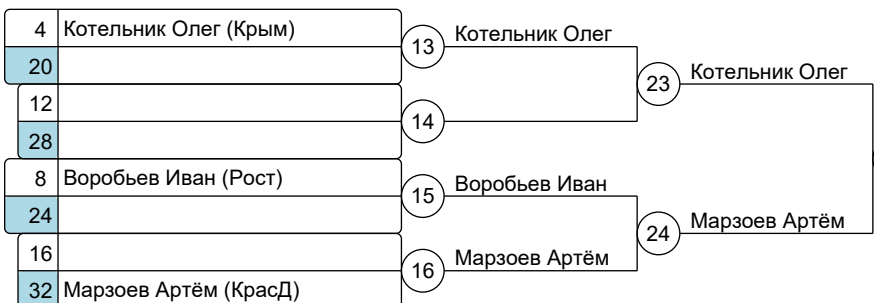 4 Котельник Олег (Крым)
20
12
28
8 Воробьев Иван (Рост)
24
16
32 Марзоев Артём (КрасД)
13 Котельник Олег
14
15 Воробьев Иван
16 Марзоев Артём
23 Котельник Олег
24 Марзоев Артём